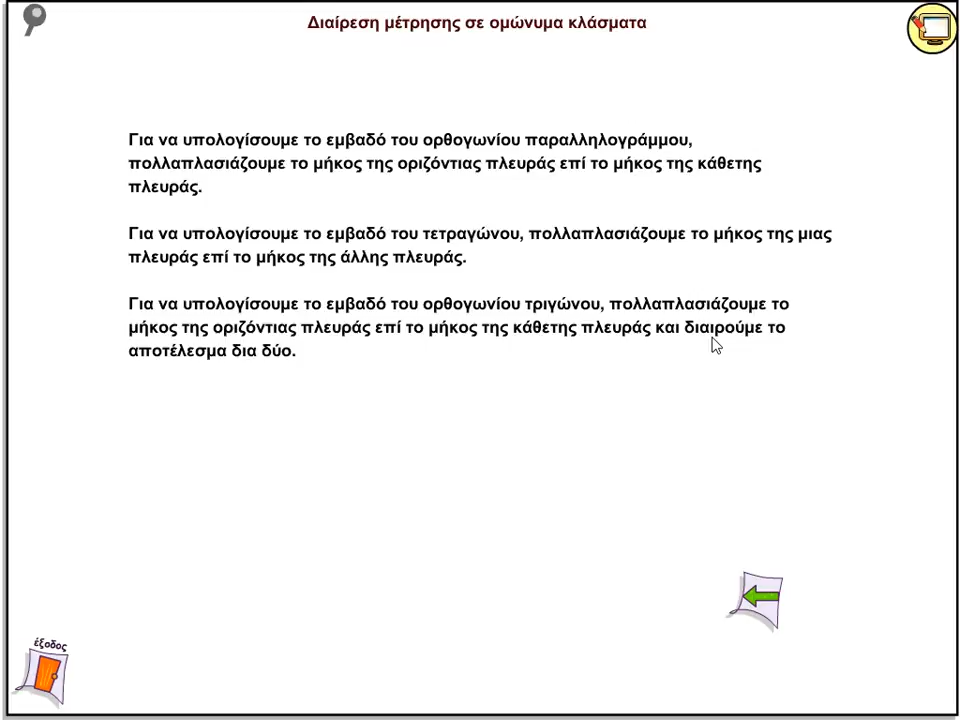 Διαίρεση μέτρησης σε ομώνυμα κλάσματα
Για να υπολογίσουμε το εμβαδό του ορθογωνίου παραλληλογράμμου,
πολλαπλασιάζουμε το μήκος της οριζόντιας πλευράς επί το μήκος της κάθετης
πλευράς.
Για να υπολογίσουμε το εμβαδό του τετραγώνου, πολλαπλασιάζουμε το μήκος της μιας
πλευράς επί το μήκος της άλλης πλευράς.
Για να υπολογίσουμε το εμβαδό του ορθογωνίου τριγώνου, πολλαπλασιάζουμε το
μήκος της οριζόντιας πλευράς επί το μήκος της κάθετης πλευράς και διαιρούμε το
αποτέλεσμα δια δύο.
έξοδος